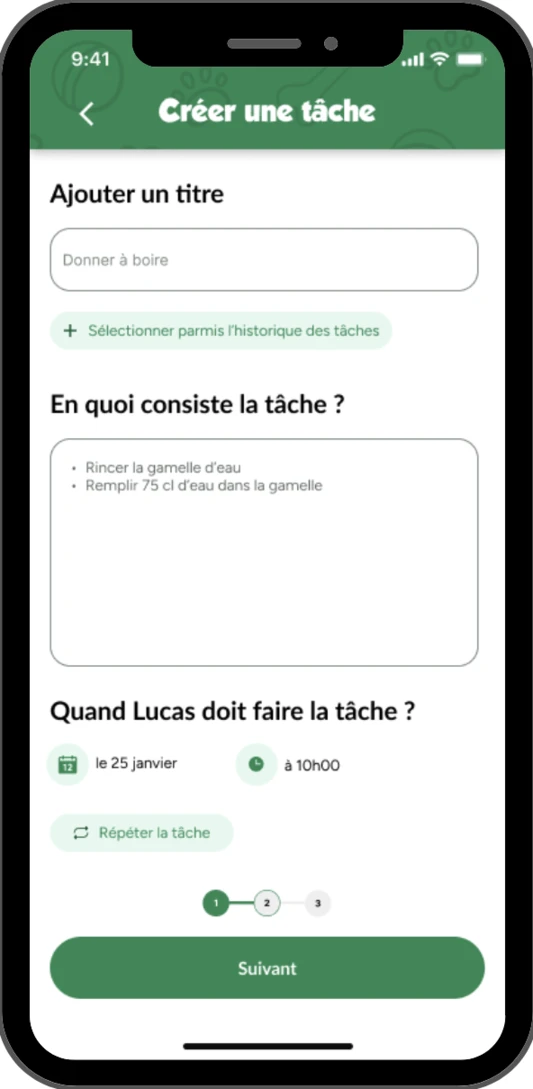 9:41
Créer une tâche
Ajouter un titre
Donner à boire
+ Sélectionner parmis l'historique des tâches
En quoi consiste la tâche ?
• Rincer la gamelle d'eau
• Remplir 75 cl d'eau dans la gamelle
Quand Lucas doit faire la tâche ?
12 le 25 janvier à 10h00
Répéter la tâche
1 2 3
Suivant